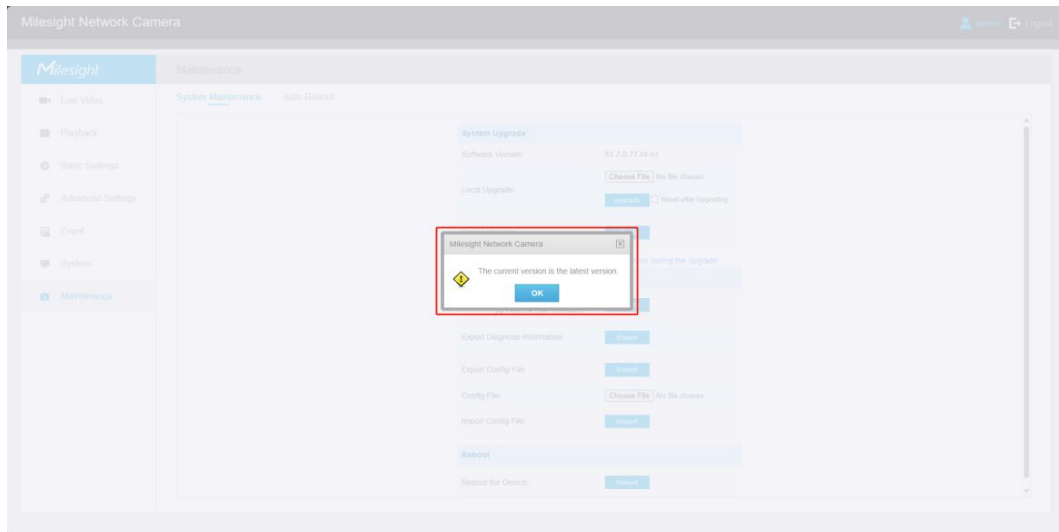 Milesight Network Camera
admin Logout
Milesight
Maintenance
Live Video
Playback
Basic Settings
Advanced Settings
Event
System
Maintenance
System Maintenance Auto Reboot
System Upgrade
Software Version:
Choose File No file chosen
Local Upgrade:
Upgrade Reset after Upgrading
during the upgrade
Milesight Network Camera
The current version is the latest version
OK
Export Diagnose Information: Export
Export Config File: Export
Config File: Choose File No file chosen
Import Config File: Import
Reboot
Reboot the Device: Reboot